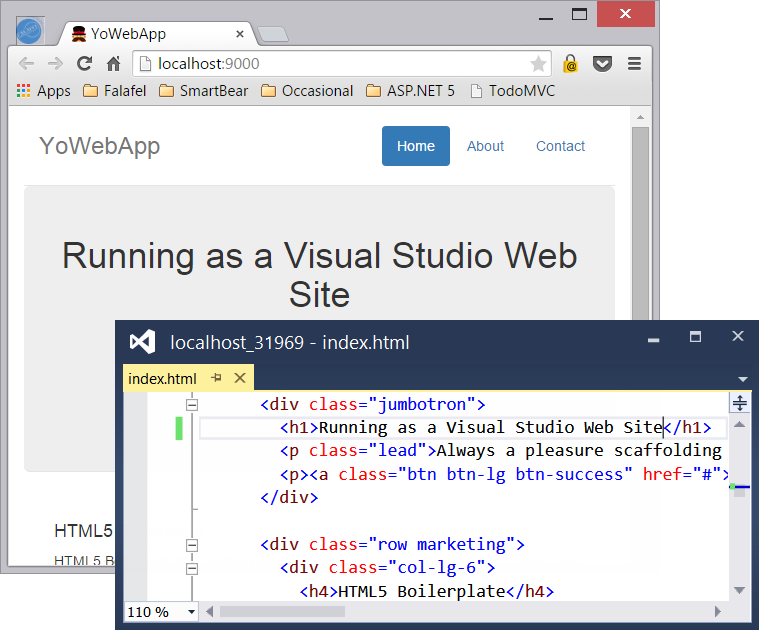 YoWebApp
localhost:9000
Apps Falafel SmartBear Occasional ASP.NET 5 TodoMVC
YoWebApp Home About Contact
Running as a Visual Studio Web
Site
HTML5
HTML5 B
localhost_31969 - index.html
index.html
<div class="jumbotron">
<h1>Running as a Visual Studio Web Site</h1>
<p class="lead">Always a pleasure scaffolding
<p><a class="btn btn-lg btn-success" href="#">
</div>
<div class="row marketing">
<div class="col-lg-6">
<h4>HTML5 Boilerplate</h4>
110 %